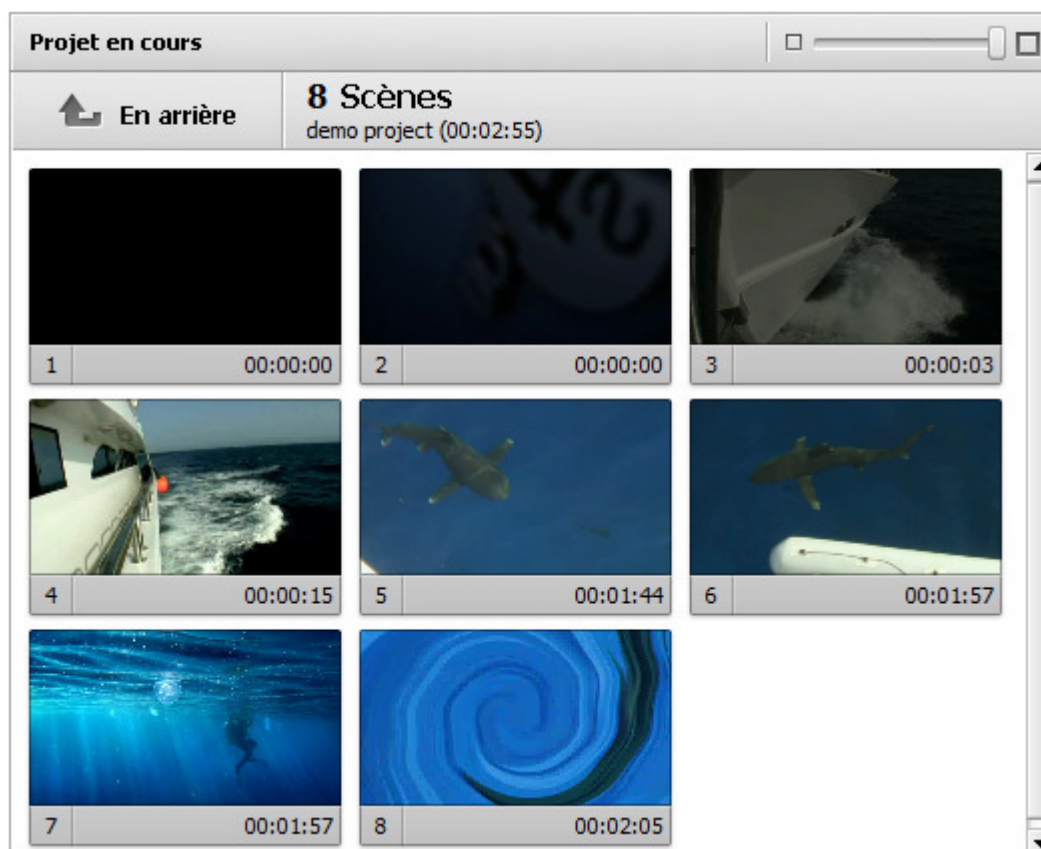 Projet en cours
En arrière
8 Scènes
demo project (00:02:55)
1 00:00:00
2 00:00:00
3 00:00:03
4 00:00:15
5 00:01:44
6 00:01:57
7 00:01:57
8 00:02:05